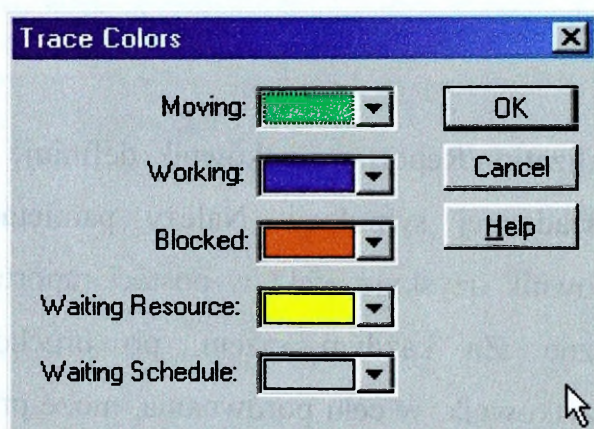 Trace Colors
Moving:
OK
Working:
Cancel
Blocked:
Help
Waiting Resource:
Waiting Schedule: